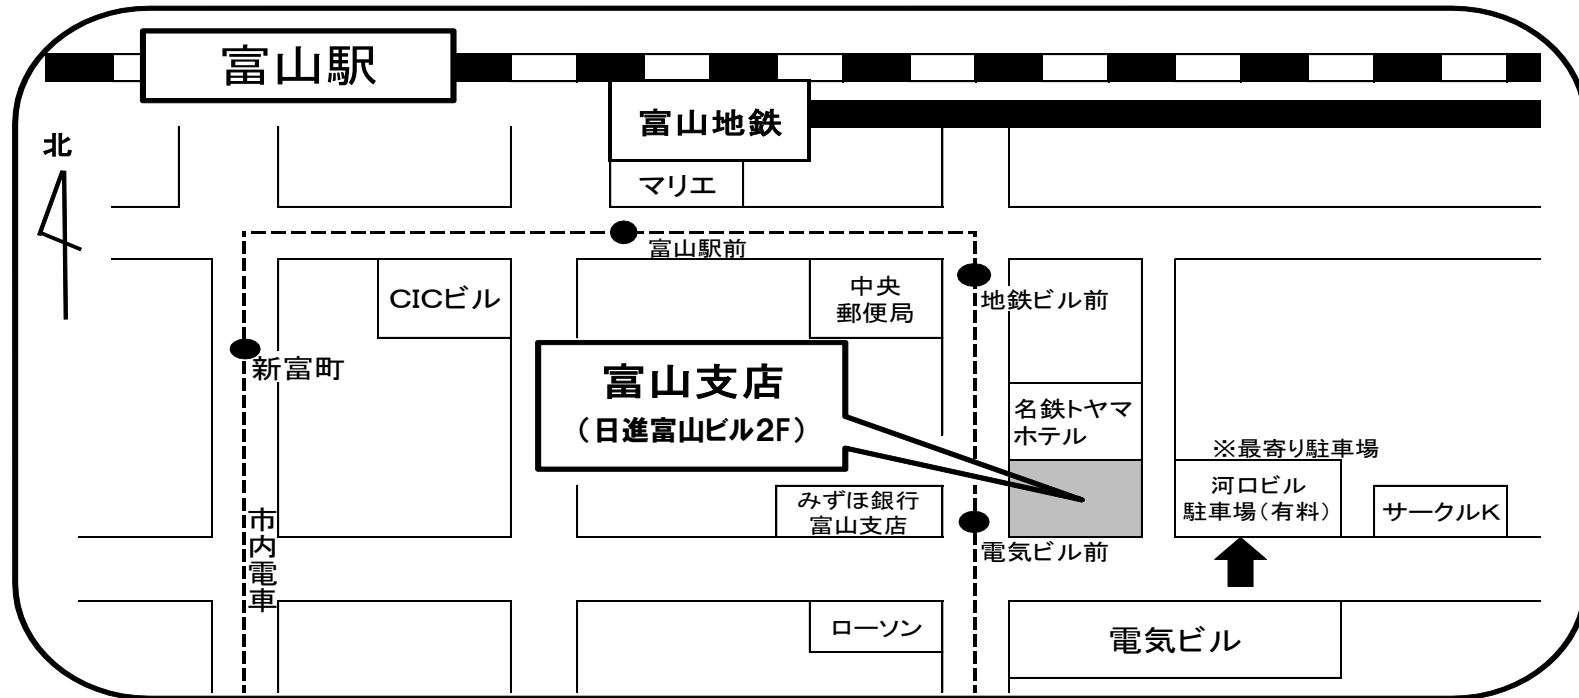 富山駅
富山地鉄
北
マリエ
富山駅前
CICビル
中央
郵便局
地鉄ビル前
新富町
富山支店
(日進富山ビル2F)
名鉄トヤマ
ホテル
※最寄り駐車場
河口ビル
駐車場(有料)
サークルK
みずほ銀行
富山支店
電気ビル前
市内電車
ローソン
電気ビル